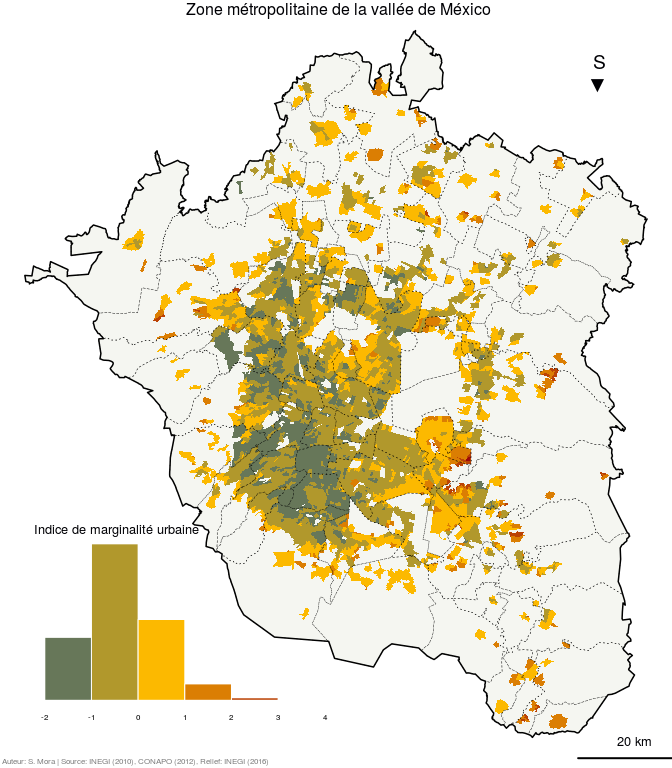 Zone métropolitaine de la vallée de México
S
Indice de marginalité urbaine
-2 -1 0 1 2 3 4
20 km
Auteur: S. Mora | Source: INEGI (2010). CONAPO (2012). Relief: INEGI (2016)